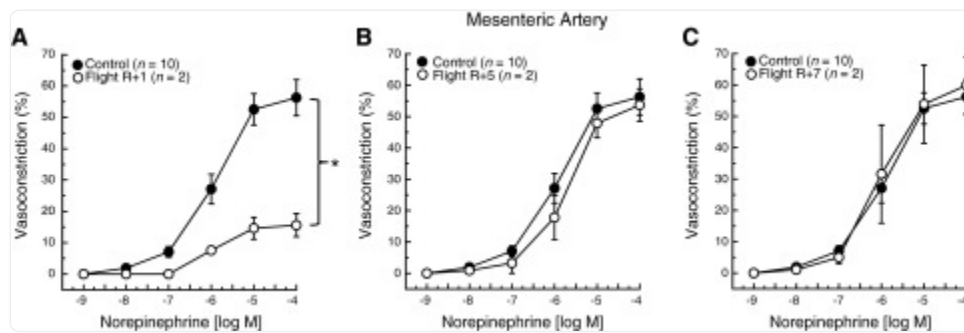 Mesenteric Artery
A
Control (n = 10)
Flight R+1 (n = 2)
Vasoconstriction (%)
70
60
50
40
30
20
10
0
*
-9 -8 -7 -6 -5 -4
Norepinephrine [log M]
B
Control (n = 10)
Flight R+5 (n = 2)
Vasoconstriction (%)
70
60
50
40
30
20
10
0
-9 -8 -7 -6 -5 -4
Norepinephrine [log M]
C
Control (n = 10)
Flight R+7 (n = 2)
Vasoconstriction (%)
70
60
50
40
30
20
10
0
-9 -8 -7 -6 -5 -4
Norepinephrine [log M]